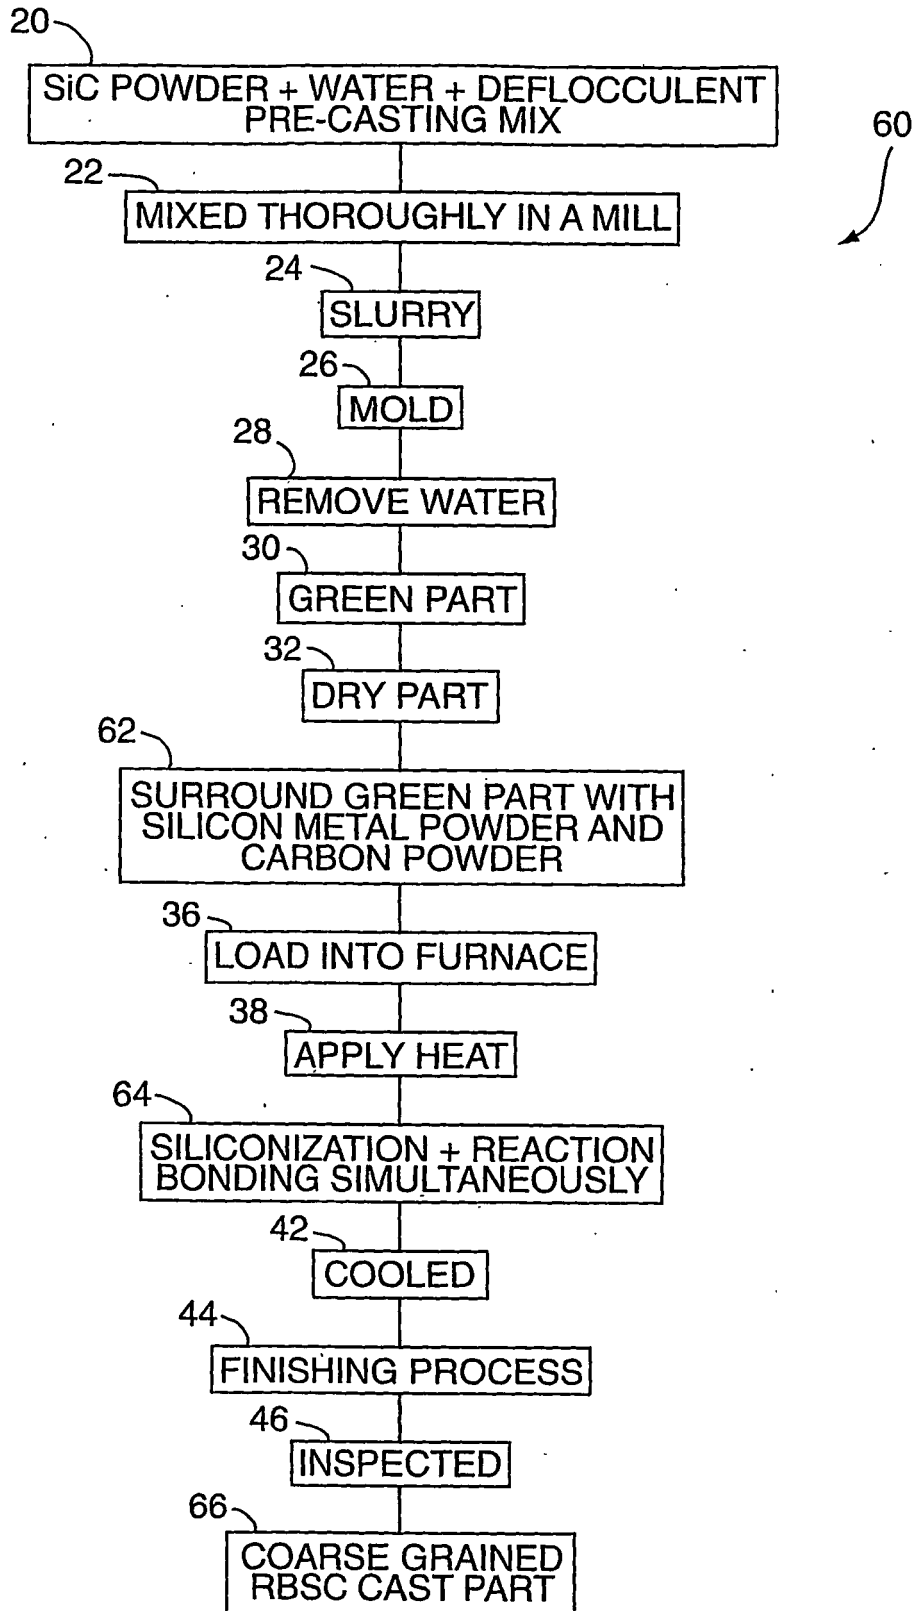 20
SiC POWDER + WATER + DEFLOCCULENT
PRE-CASTING MIX
60
22
MIXED THOROUGHLY IN A MILL
24
SLURRY
26
MOLD
28
REMOVE WATER
30
GREEN PART
32
DRY PART
62
SURROUND GREEN PART WITH
SILICON METAL POWDER AND
CARBON POWDER
36
LOAD INTO FURNACE
38
APPLY HEAT
64
SILICONIZATION + REACTION
BONDING SIMULTANEOUSLY
42
COOLED
44
FINISHING PROCESS
46
INSPECTED
66
COARSE GRAINED
RBSC CAST PART